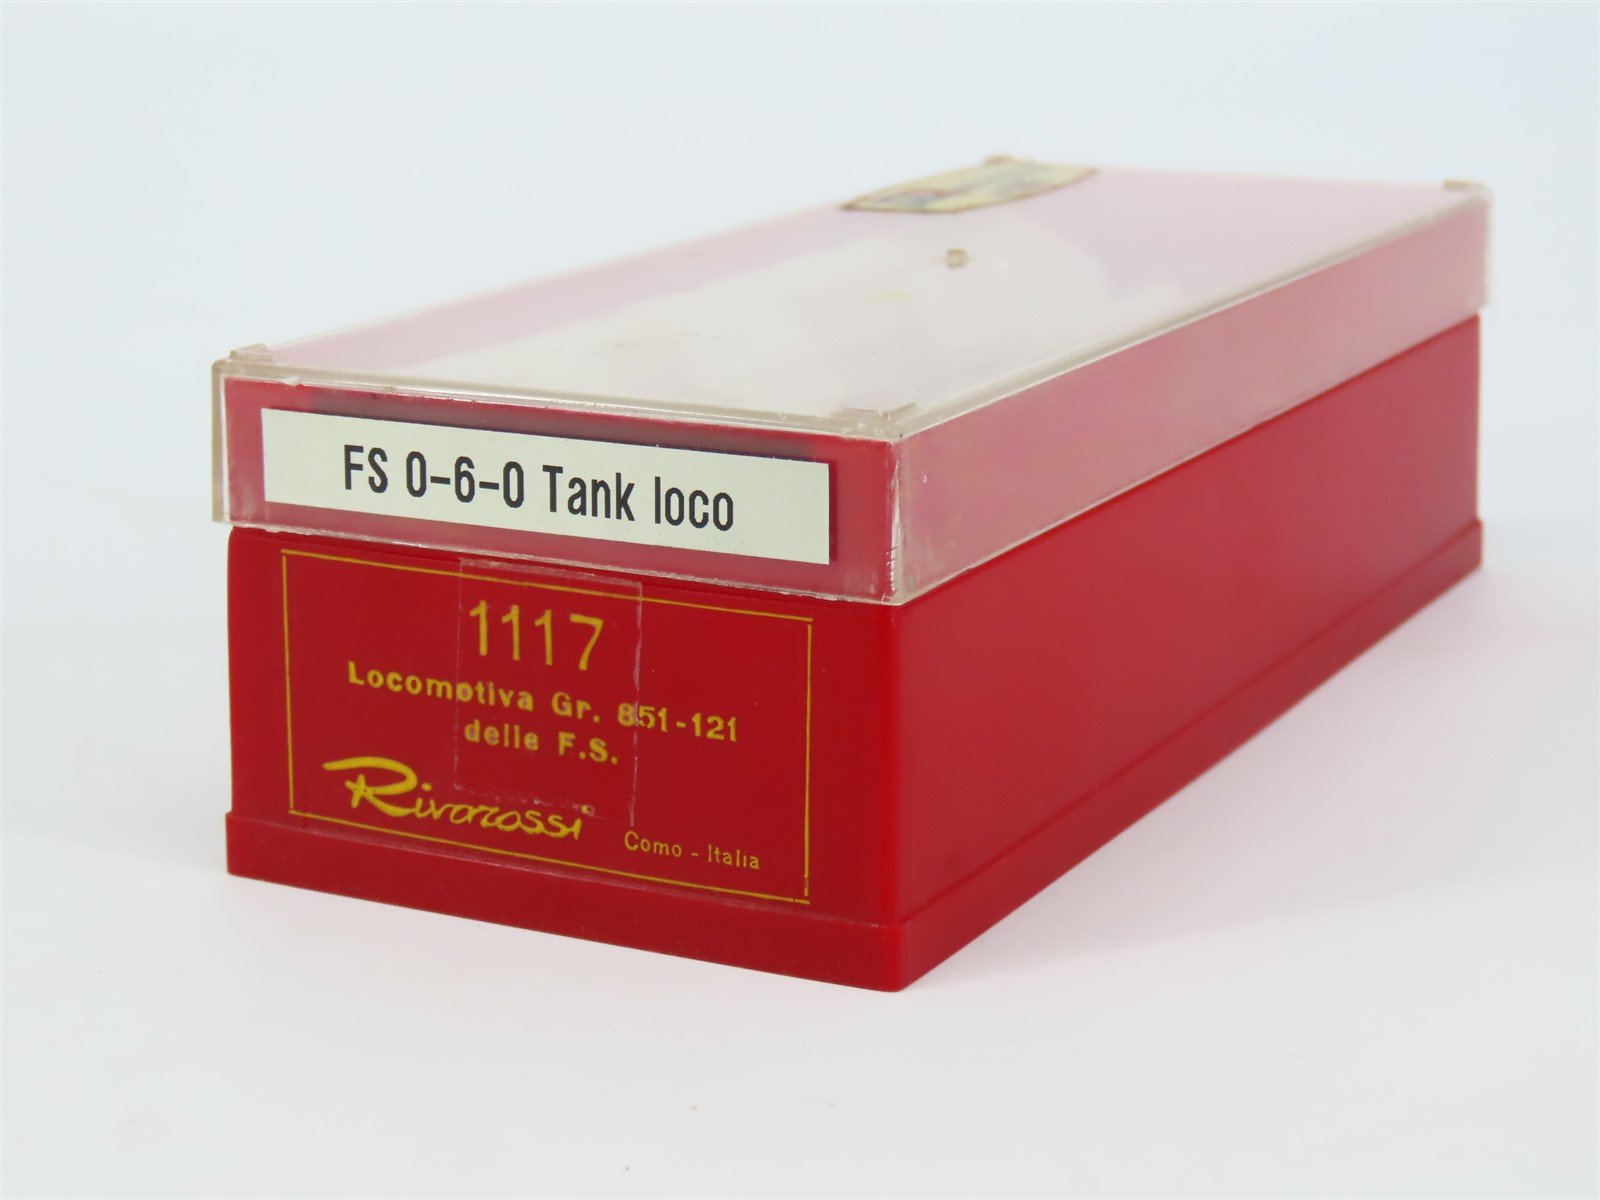 FS 0-6-0 Tank loco
1117
Locomotiva Gr. 851-121
delle F.S.
Rivarossi
Como - Italia